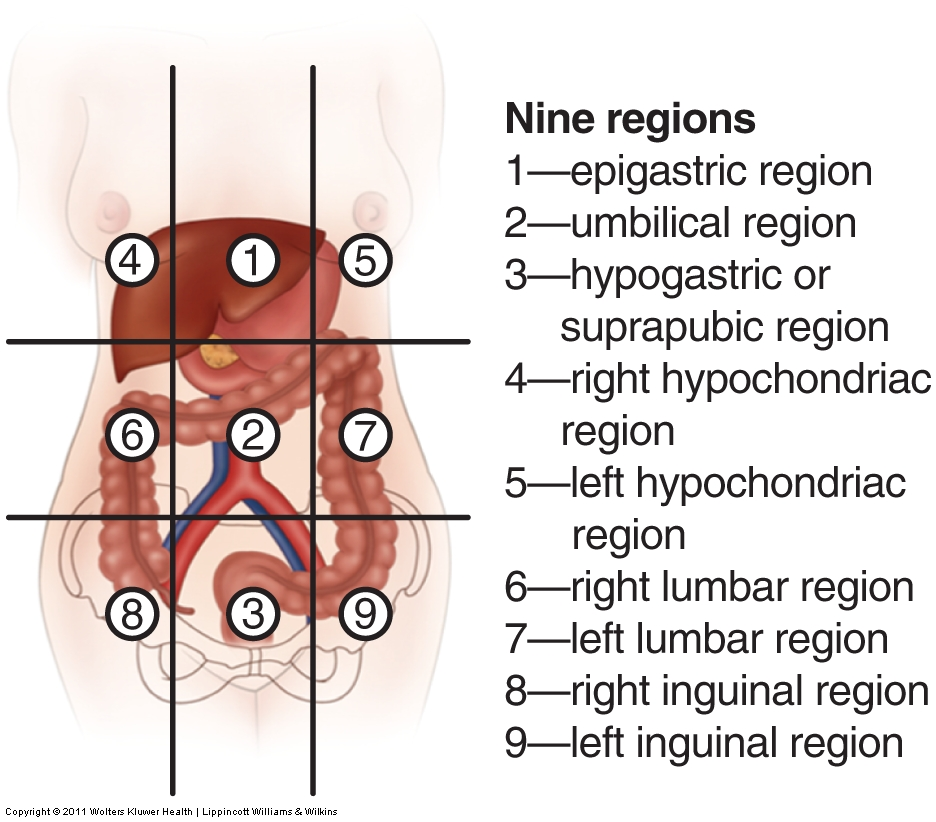 Nine regions
1—epigastric region
2—umbilical region
3—hypogastric or
suprapubic region
4—right hypochondriac
region
5—left hypochondriac
region
6—right lumbar region
7—left lumbar region
8—right inguinal region
9—left inguinal region
4 1 5
6 2 7
8 3 9
Copyright © 2011 Wolters Kluwer Health | Lippincott Williams & Wilkins